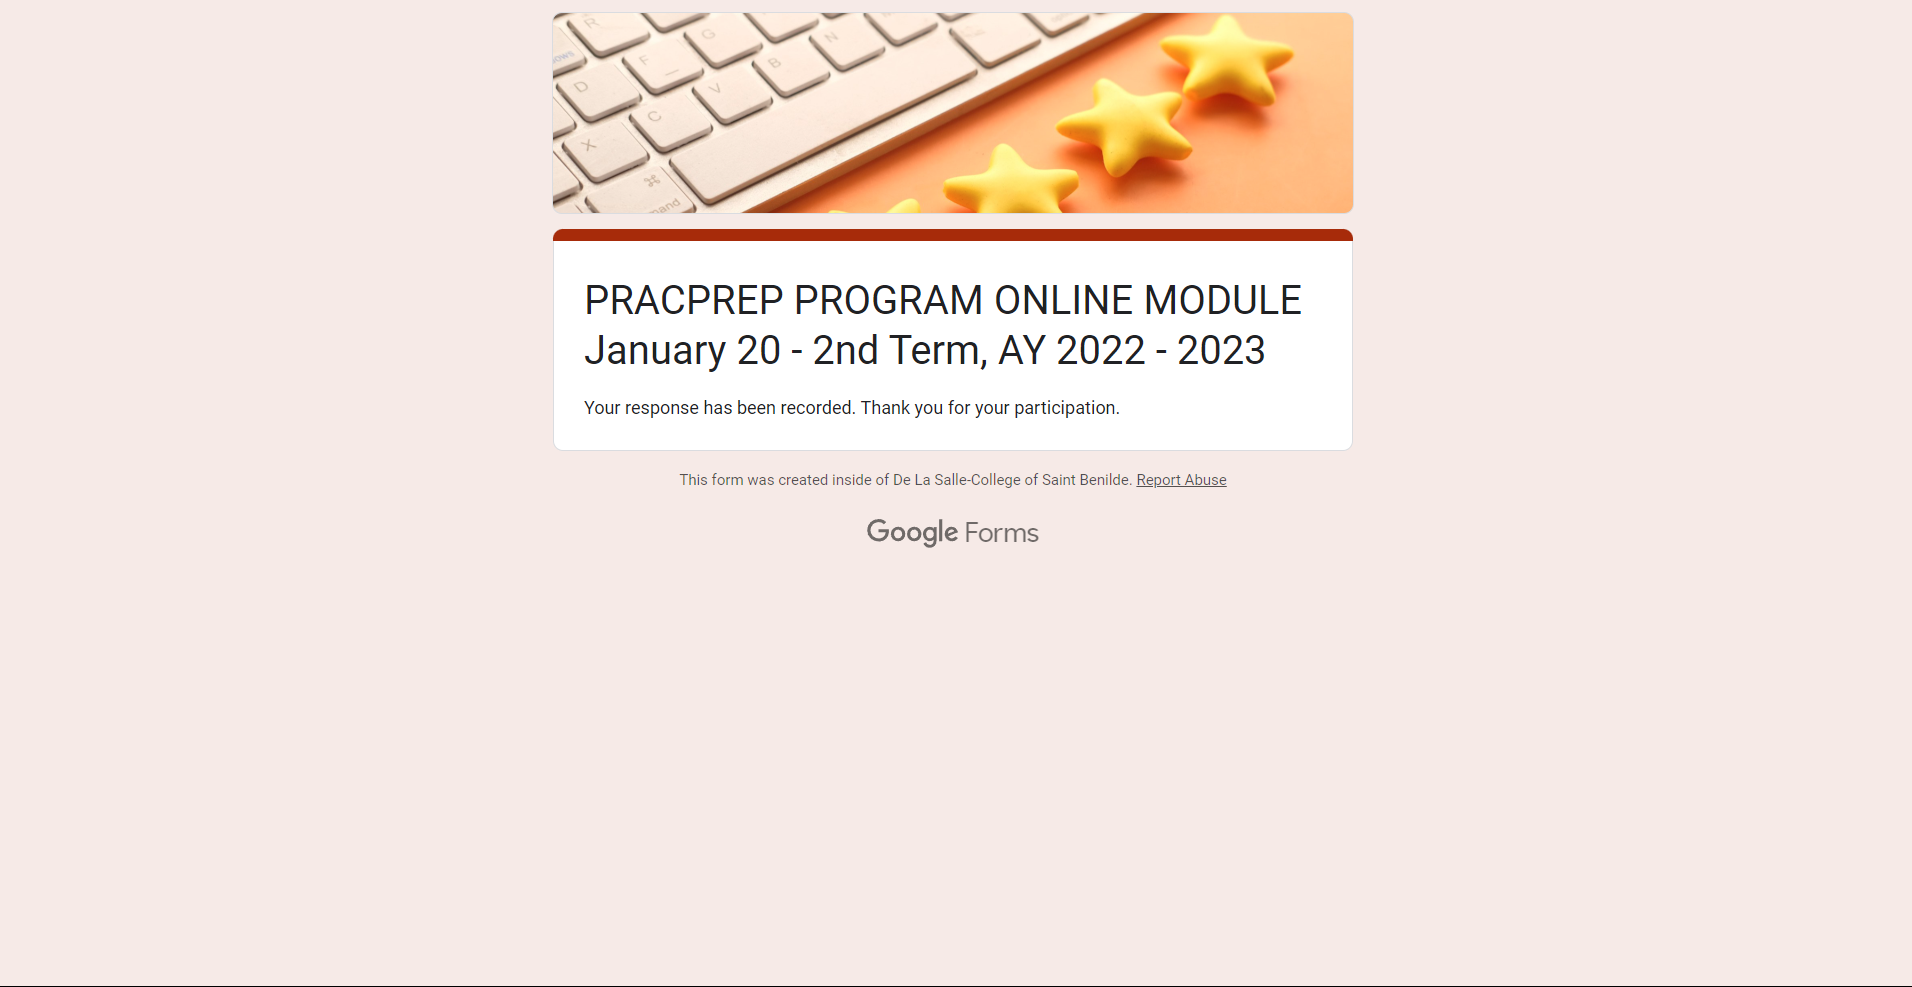 R
G
N
F
B
D
V
C
X
⌘
PRACPREP PROGRAM ONLINE MODULE
January 20 - 2nd Term, AY 2022 - 2023
Your response has been recorded. Thank you for your participation.
This form was created inside of De La Salle-College of Saint Benilde. Report Abuse
Google Forms